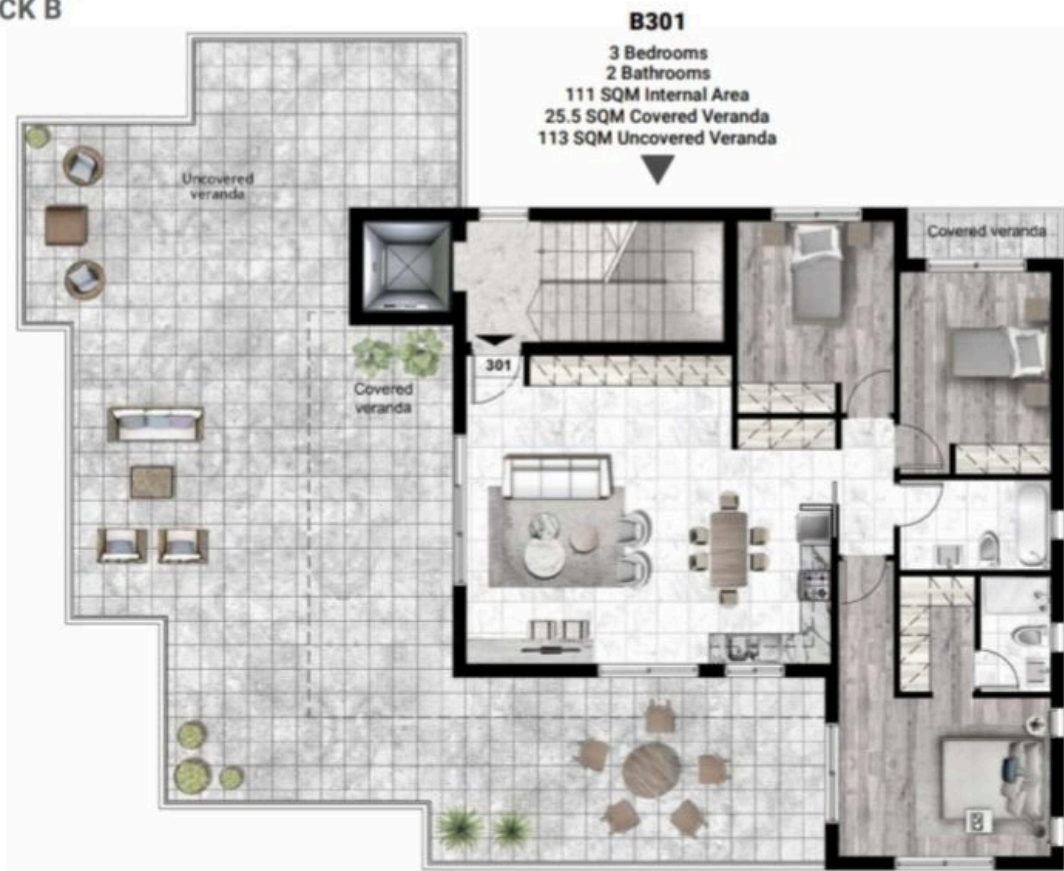 CK B
B301
3 Bedrooms
2 Bathrooms
111 SQM Internal Area
25.5 SQM Covered Veranda
113 SQM Uncovered Veranda
Uncovered
veranda
Covered veranda
301
Covered
veranda